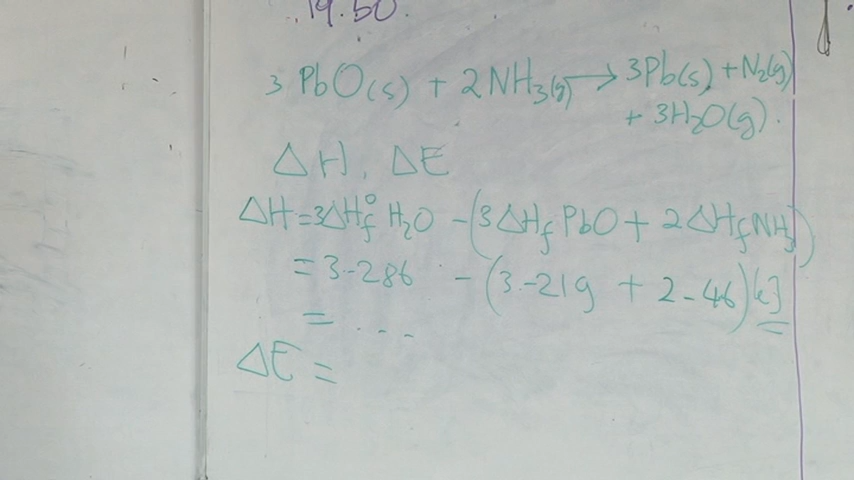 19.50.
3 PbO(s) + 2NH₃(g) → 3Pb(s) + N₂(g)
+ 3H₂O(g).
ΔH, ΔE
ΔH = 3ΔH°f H₂O - (3ΔHf PbO + 2ΔHf NH₃)
= 3·-286 - (3·-219 + 2·-46) kJ
= ...
ΔE =